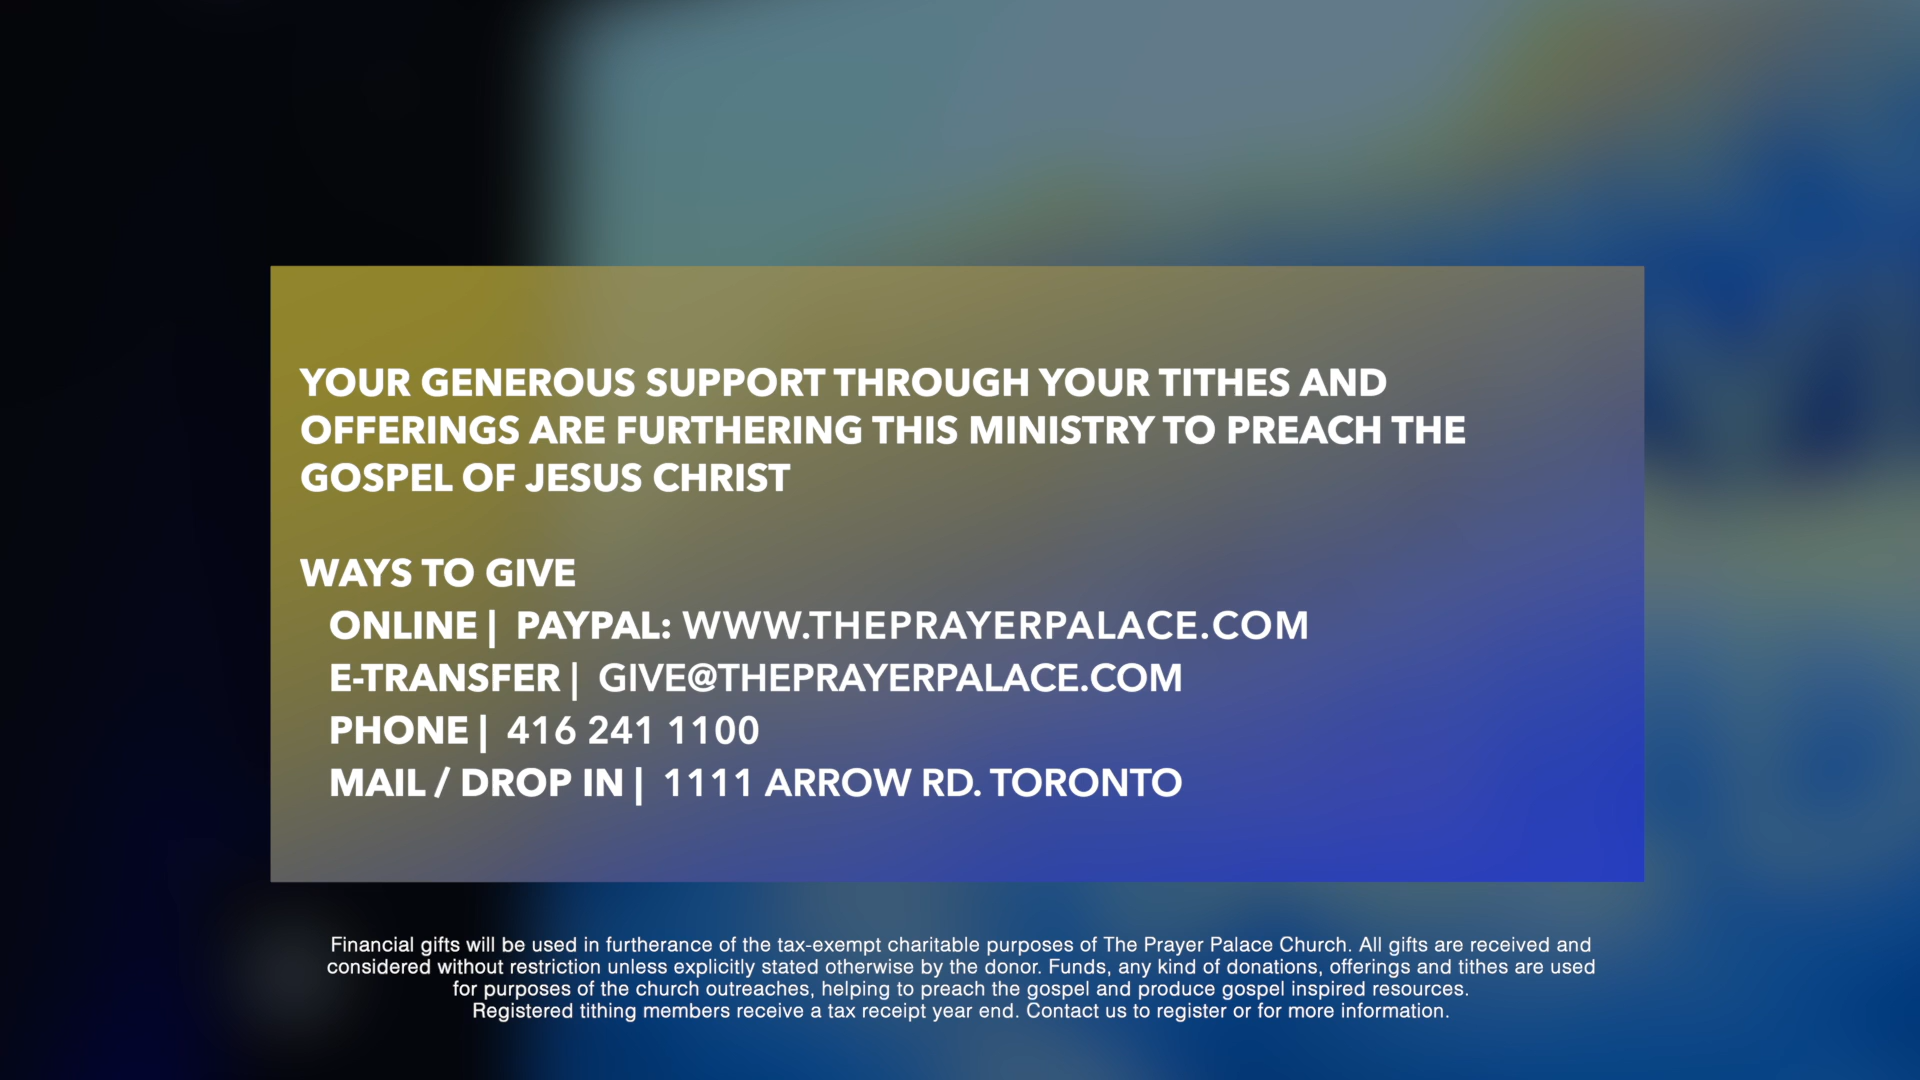 YOUR GENEROUS SUPPORT THROUGH YOUR TITHES AND
OFFERINGS ARE FURTHERING THIS MINISTRY TO PREACH THE
GOSPEL OF JESUS CHRIST
WAYS TO GIVE
ONLINE | PAYPAL: WWW.THEPRAYERPALACE.COM
E-TRANSFER | GIVE@THEPRAYERPALACE.COM
PHONE | 416 241 1100
MAIL / DROP IN | 1111 ARROW RD. TORONTO
Financial gifts will be used in furtherance of the tax-exempt charitable purposes of The Prayer Palace Church. All gifts are received and
considered without restriction unless explicitly stated otherwise by the donor. Funds, any kind of donations, offerings and tithes are used
for purposes of the church outreaches, helping to preach the gospel and produce gospel inspired resources.
Registered tithing members receive a tax receipt year end. Contact us to register or for more information.